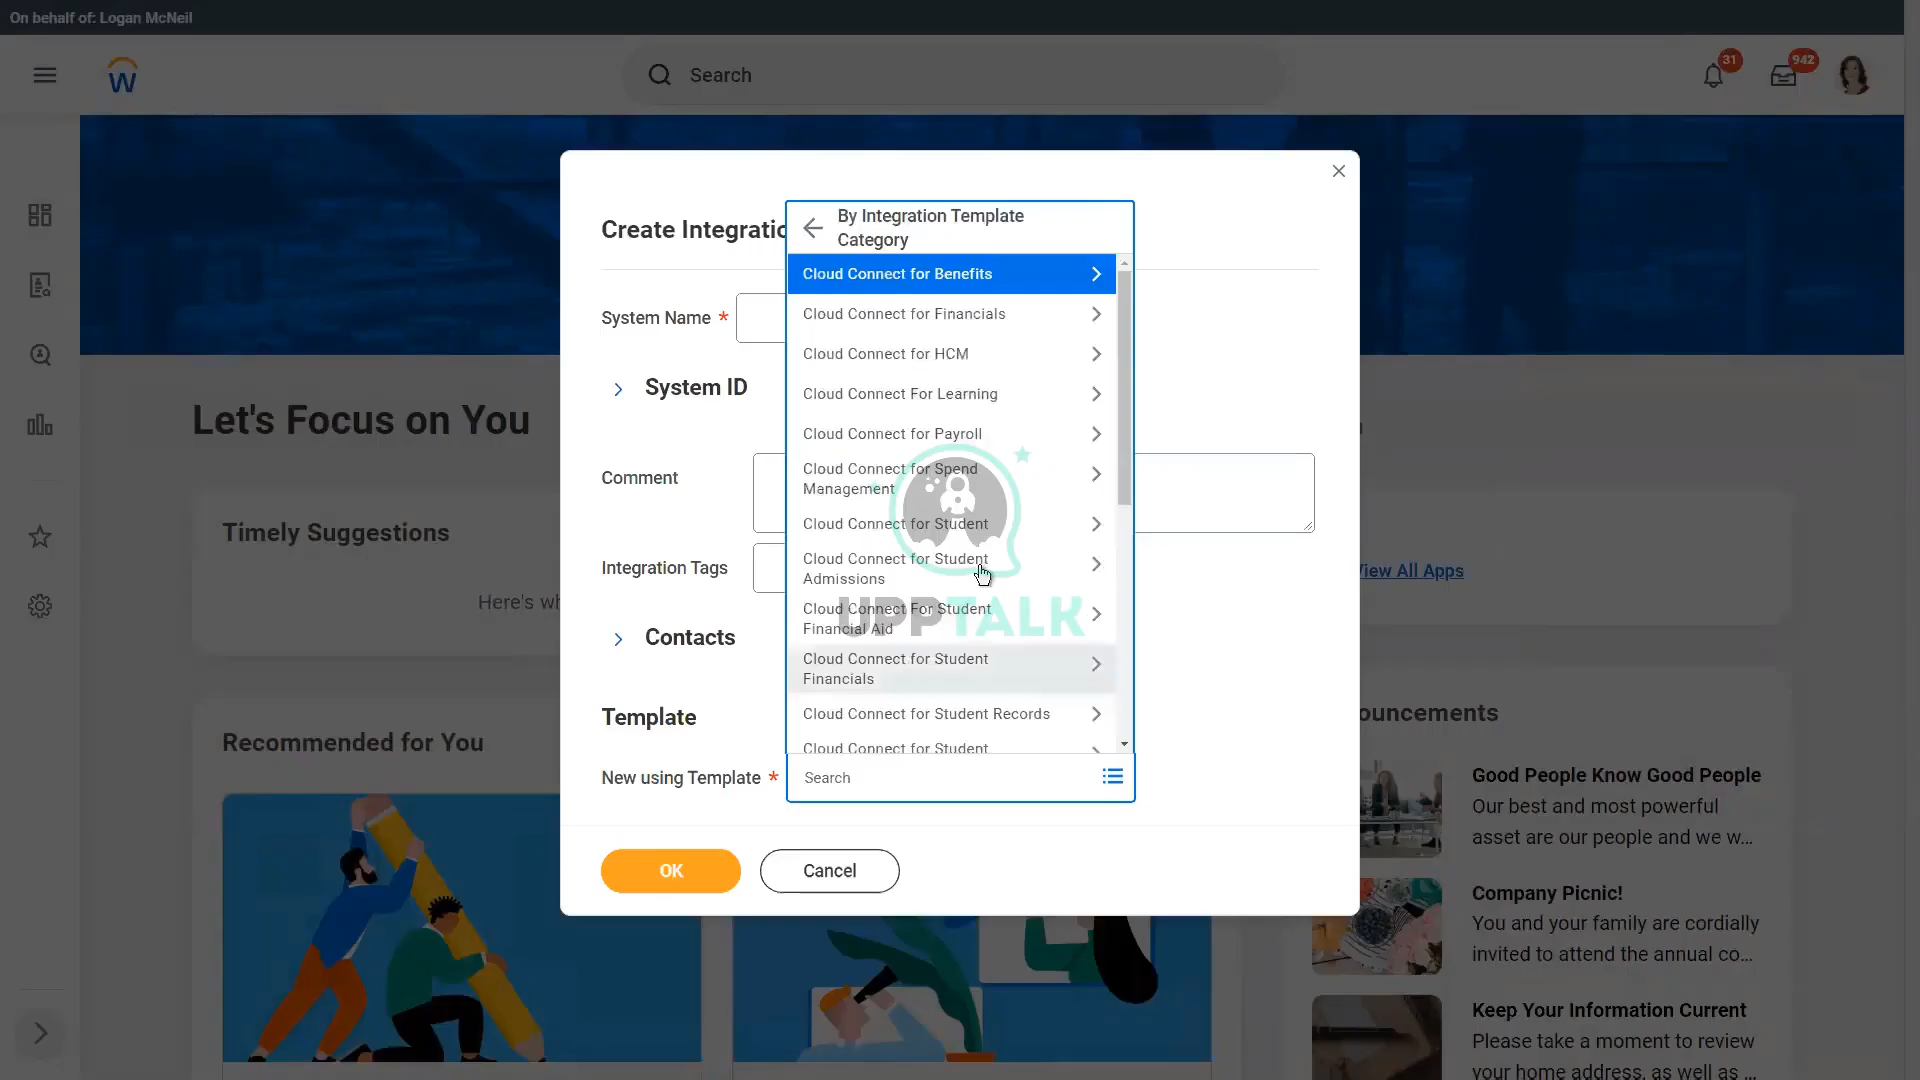 On behalf of: Logan McNeil
W
Search
31
942
Create Integratio
By Integration Template
Category
Cloud Connect for Benefits
Cloud Connect for Financials
System Name *
Cloud Connect for HCM
System ID
Cloud Connect For Learning
Let's Focus on You
Cloud Connect for Payroll
Comment
Cloud Connect for Spend
Management
Cloud Connect for Student
Timely Suggestions
Integration Tags
Cloud Connect for Student
Admissions
View All Apps
Here's wh
Cloud Connect For Student
Financial Aid
UPPTALK
Contacts
Cloud Connect for Student
Financials
Template
Cloud Connect for Student Records
ouncements
Recommended for You
Cloud Connect for Student
New using Template *
Search
Good People Know Good People
Our best and most powerful
asset are our people and we w...
OK
Cancel
Company Picnic!
You and your family are cordially
invited to attend the annual co...
Keep Your Information Current
Please take a moment to review
your home address, as well as ...